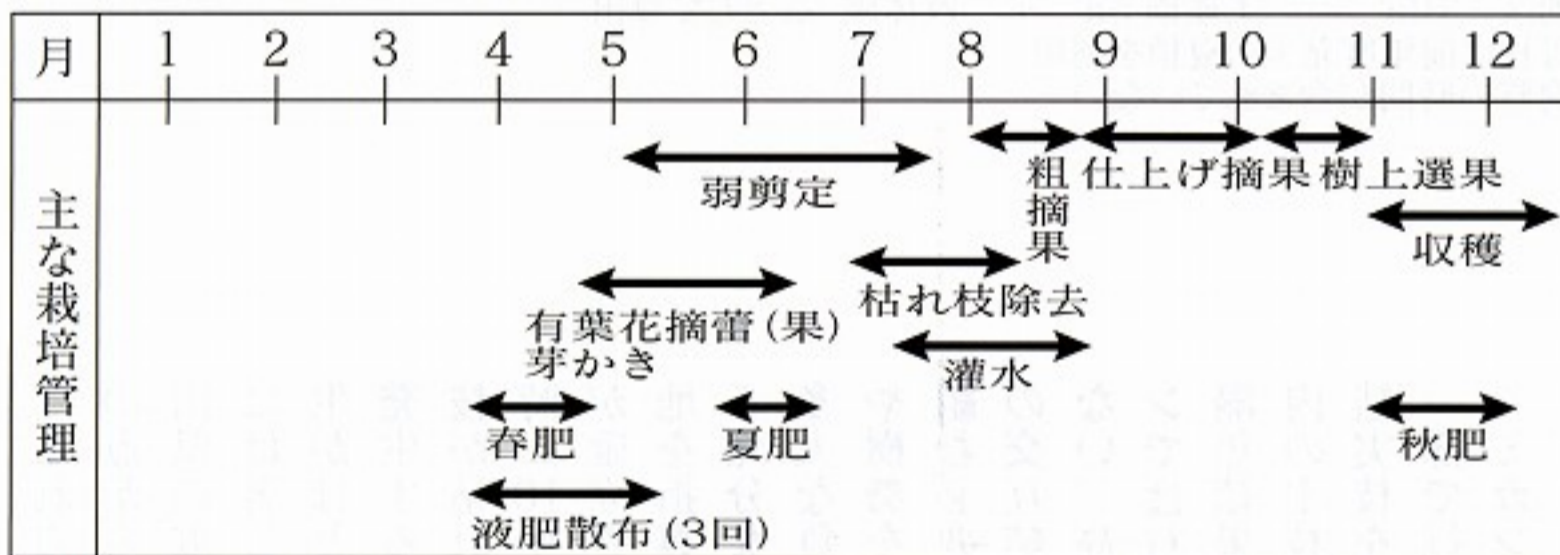 月 1 2 3 4 5 6 7 8 9 10 11 12
主な栽培管理
弱剪定
粗摘果
仕上げ摘果
樹上選果
収穫
枯れ枝除去
有葉花摘蕾(果)
芽かき
灌水
春肥
夏肥
秋肥
液肥散布(3回)